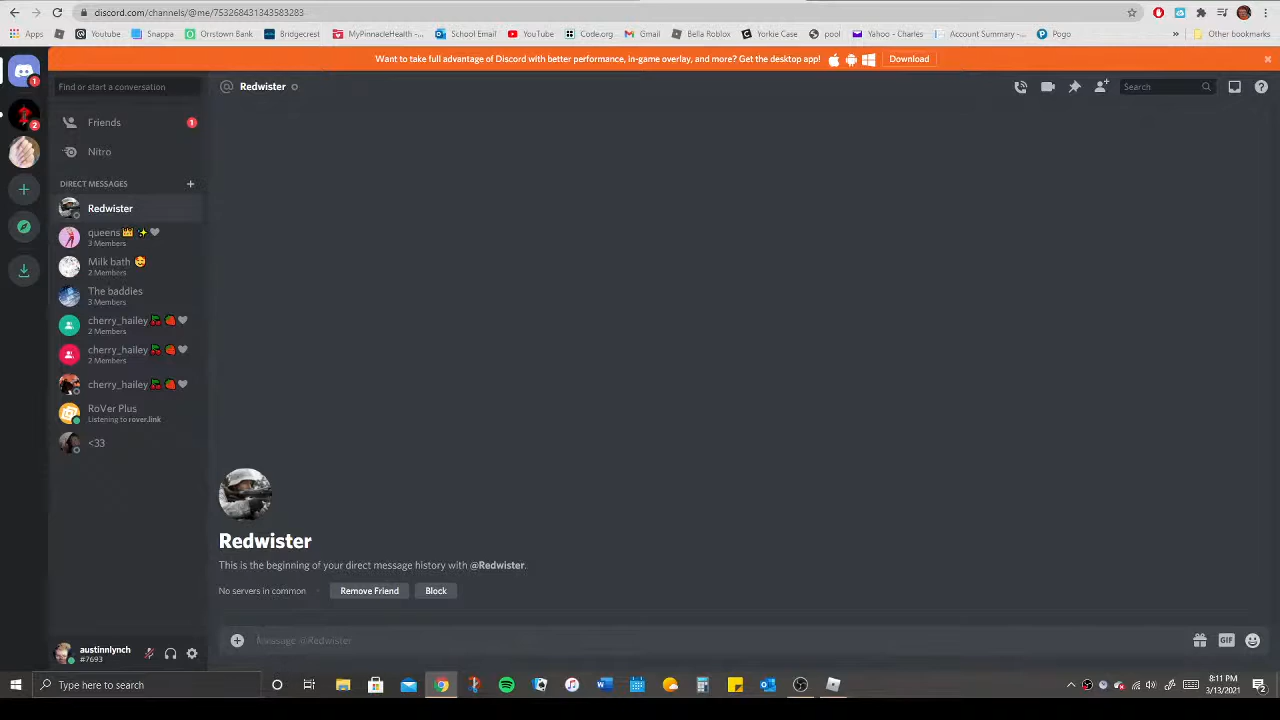 discord.com/channels/@me/753268431343583283
Apps Youtube Snappa Orrstown Bank Bridgecrest MyPinnacleHealth -... School Email YouTube Code.org Gmail Bella Roblox Yorkie Case pool Yahoo - Charles Account Summary -... Pogo » Other bookmarks
Want to take full advantage of Discord with better performance, in-game overlay, and more? Get the desktop app! Download
Find or start a conversation
@ Redwister
Search
1
2
Friends 1
Nitro
DIRECT MESSAGES +
Redwister
queens
3 Members
Milk bath
2 Members
The baddies
3 Members
cherry_hailey
2 Members
cherry_hailey
2 Members
cherry_hailey
RoVer Plus
Listening to rover.link
<33
Redwister
This is the beginning of your direct message history with @Redwister.
No servers in common Remove Friend Block
Message @Redwister
GIF
austinnlynch
#7693
Type here to search
8:11 PM
3/13/2021
2